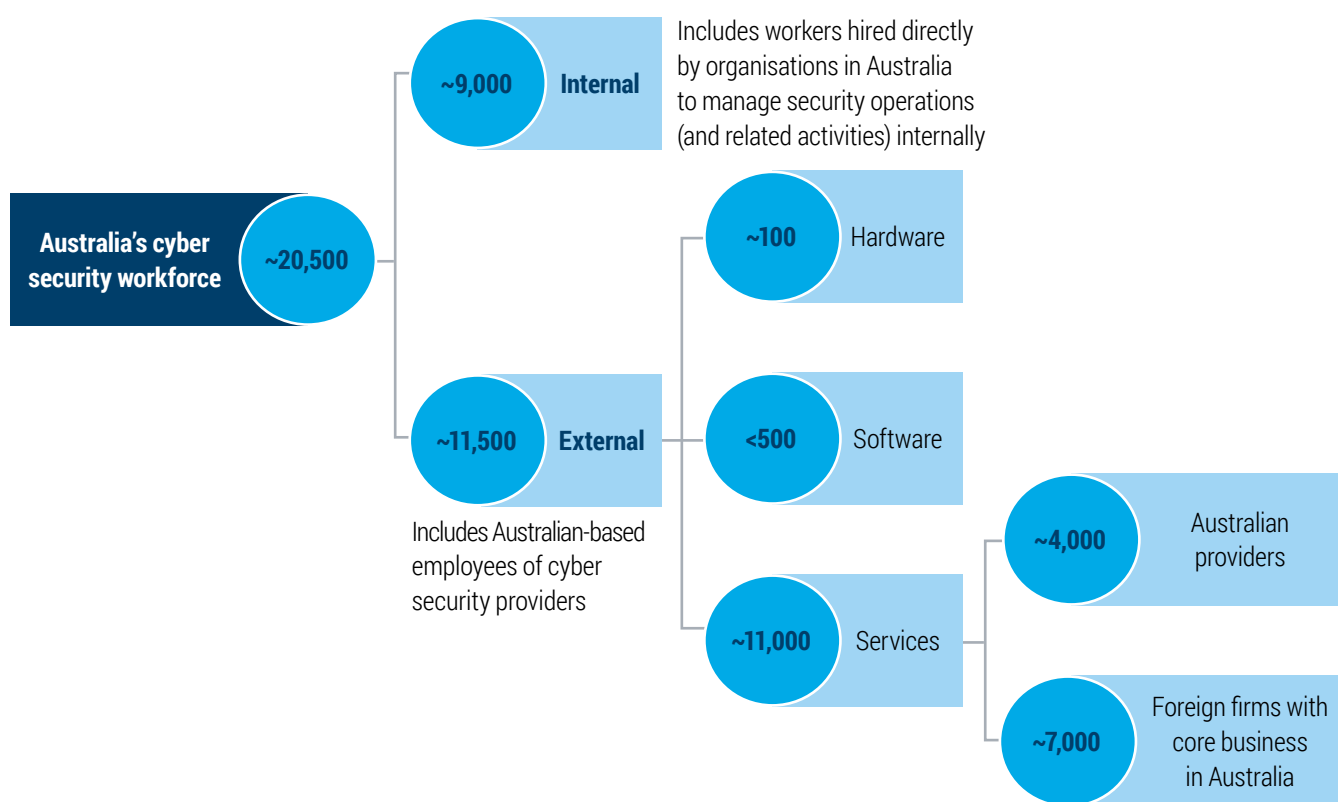 ~9,000
Internal
Includes workers hired directly
by organisations in Australia
to manage security operations
(and related activities) internally
Australia’s cyber
security workforce
~20,500
~100
Hardware
~11,500
External
Includes Australian-based
employees of cyber
security providers
<500
Software
~11,000
Services
~4,000
Australian
providers
~7,000
Foreign firms with
core business
in Australia